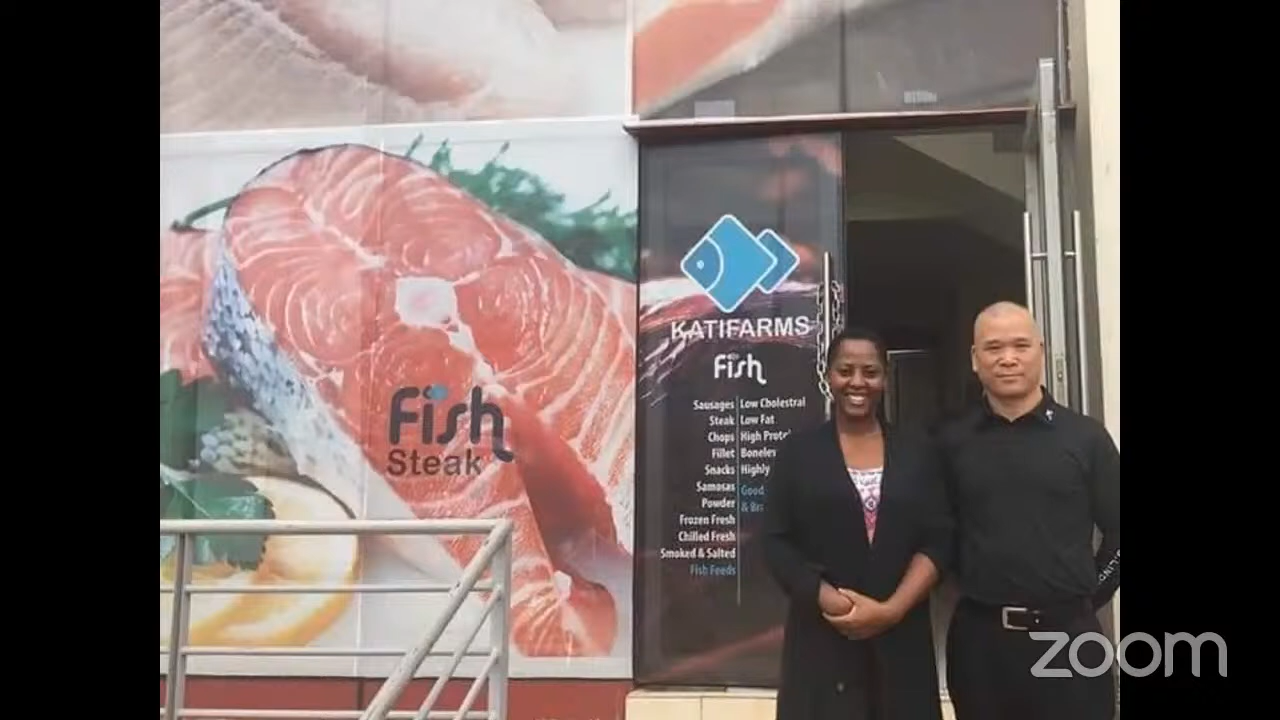 Fish
Steak
KATIFARMS
Fish
Sausages Low Cholestral
Steak Low Fat
Chops High
Fillet
Snacks Highly
Samosas Good
Powder &
Frozen Fresh
Chilled Fresh
Smoked & Salted
Fish Feeds
zoom